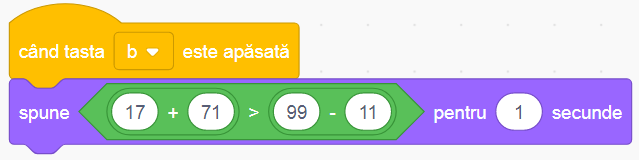 când tasta b este apăsată
spune 17 + 71 > 99 - 11 pentru 1 secunde